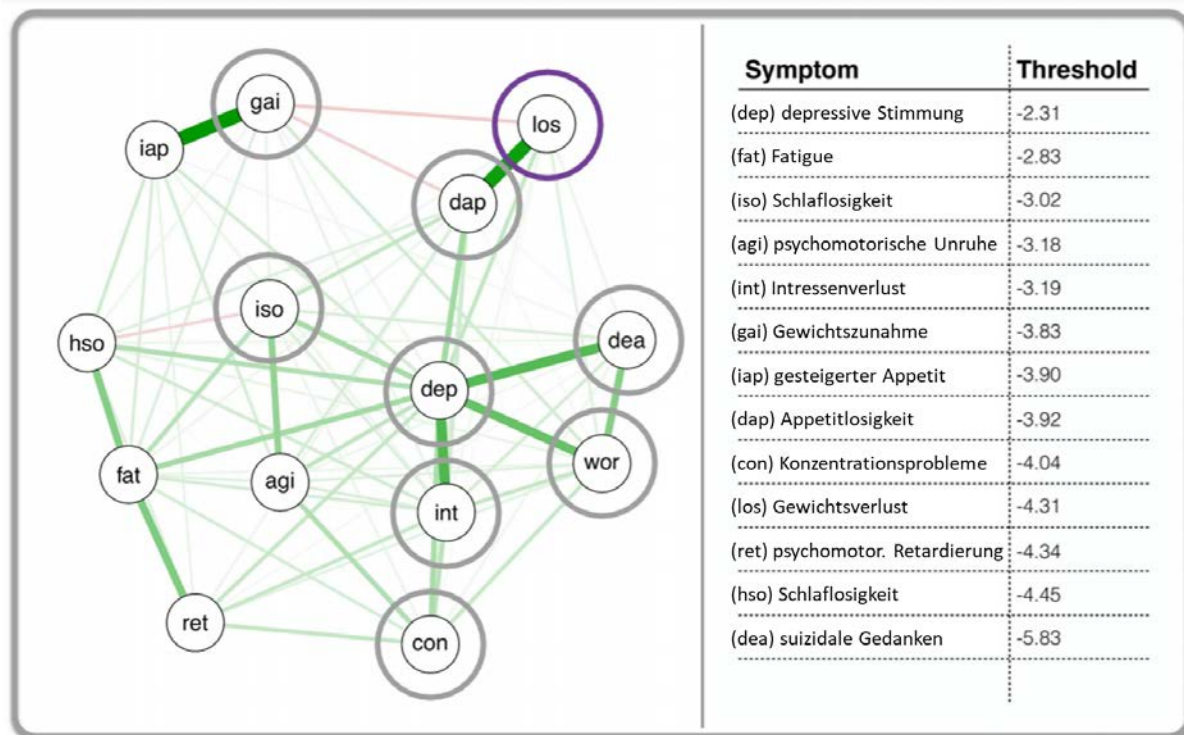 gai
los
iap
dap
iso
hso
dea
dep
wor
fat
agi
int
ret
con
Symptom Threshold
(dep) depressive Stimmung -2.31
(fat) Fatigue -2.83
(iso) Schlaflosigkeit -3.02
(agi) psychomotorische Unruhe -3.18
(int) Intressenverlust -3.19
(gai) Gewichtszunahme -3.83
(iap) gesteigerter Appetit -3.90
(dap) Appetitlosigkeit -3.92
(con) Konzentrationsprobleme -4.04
(los) Gewichtsverlust -4.31
(ret) psychomotor. Retardierung -4.34
(hso) Schlaflosigkeit -4.45
(dea) suizidale Gedanken -5.83